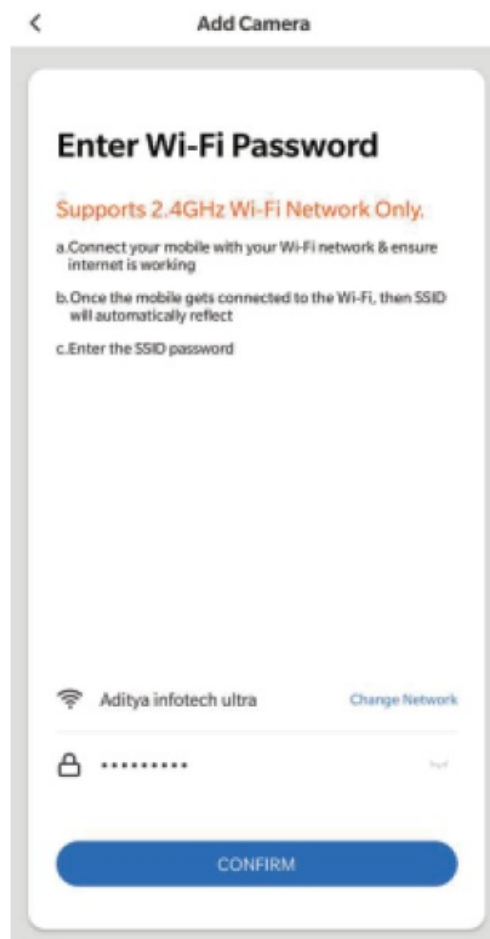 Add Camera
Enter Wi-Fi Password
Supports 2.4GHz Wi-Fi Network Only.
a.Connect your mobile with your Wi-Fi network & ensure
internet is working
b.Once the mobile gets connected to the Wi-Fi, then SSID
will automatically reflect
c.Enter the SSID password
Aditya infotech ultra
Change Network
•••••••••
CONFIRM